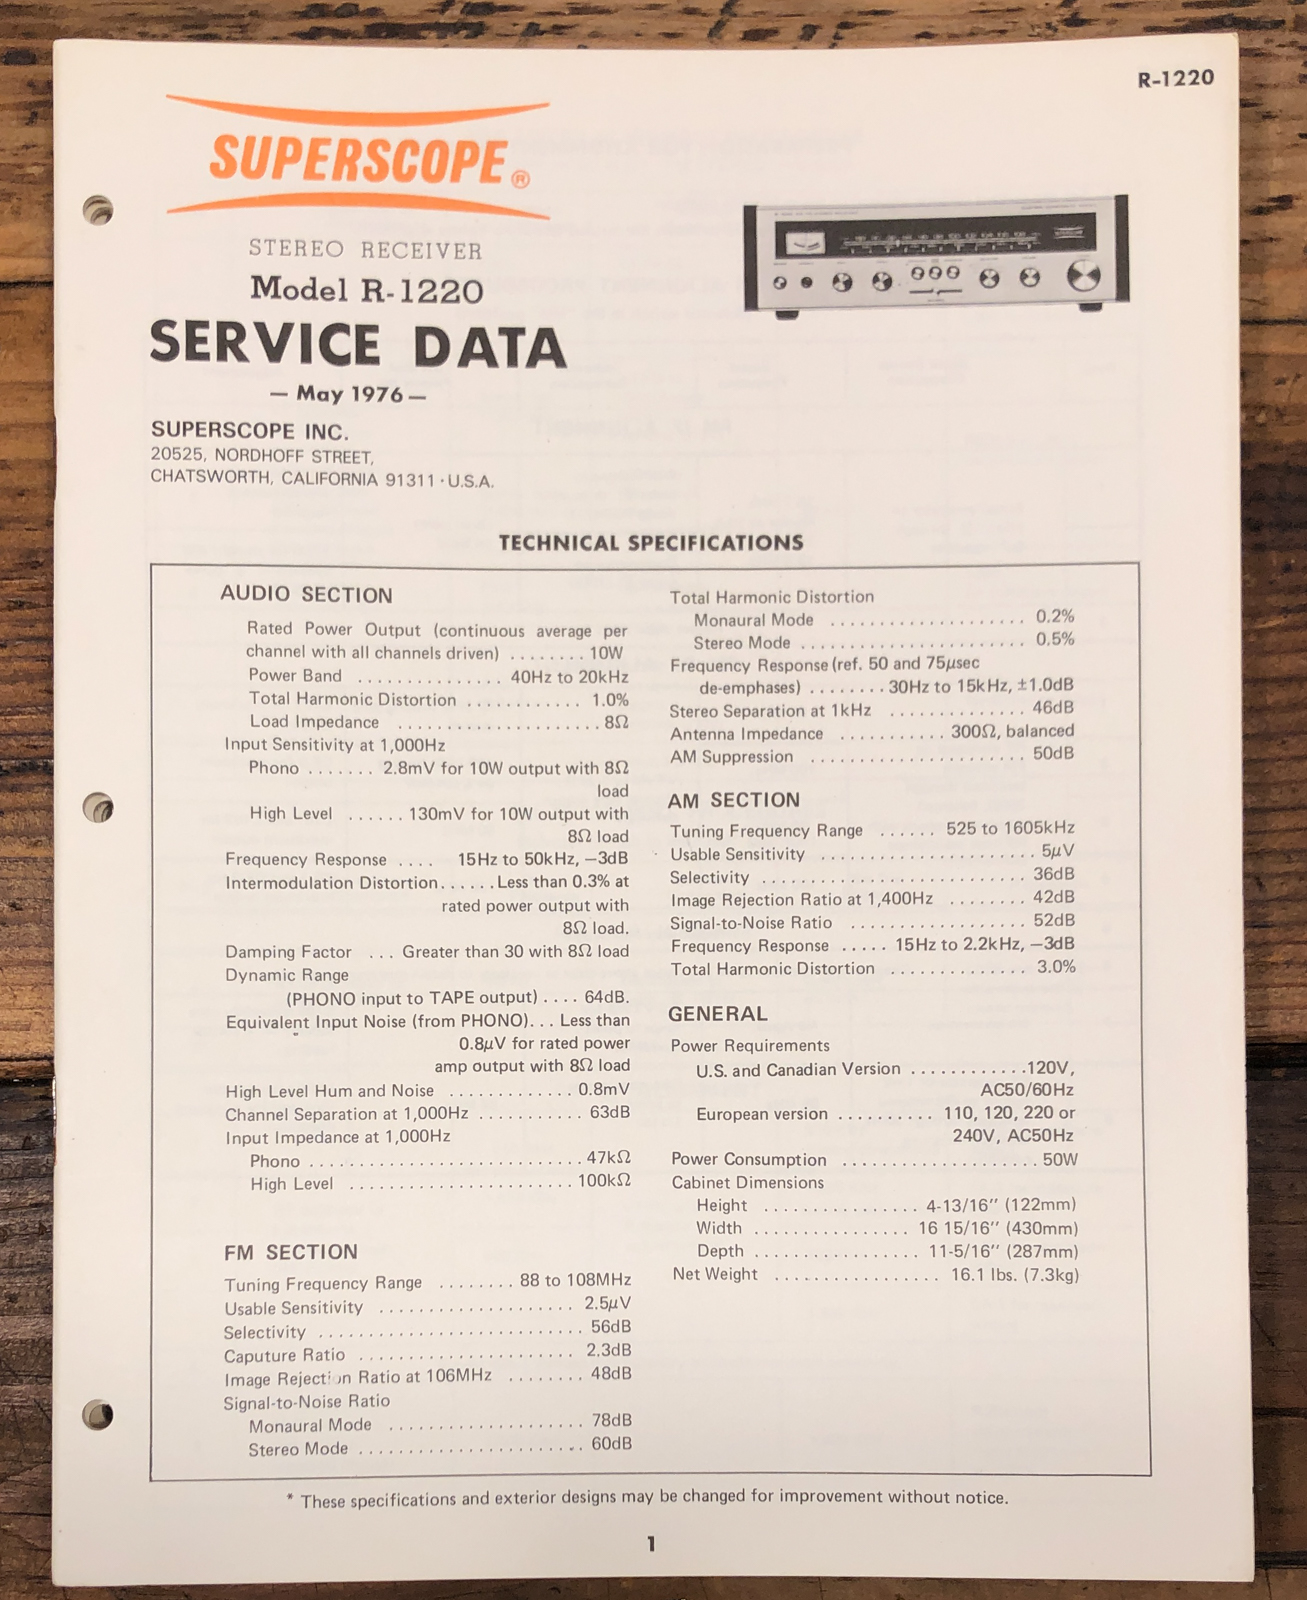 R-1220
SUPERSCOPE®
STEREO RECEIVER
Model R-1220
SERVICE DATA
— May 1976 —
SUPERSCOPE INC.
20525, NORDHOFF STREET,
CHATSWORTH, CALIFORNIA 91311 · U.S.A.
TECHNICAL SPECIFICATIONS
AUDIO SECTION
Rated Power Output (continuous average per
channel with all channels driven) ........ 10W
Power Band ............... 40Hz to 20kHz
Total Harmonic Distortion ............ 1.0%
Load Impedance ..................... 8Ω
Input Sensitivity at 1,000Hz
Phono ....... 2.8mV for 10W output with 8Ω
load
High Level ...... 130mV for 10W output with
8Ω load
Frequency Response .... 15Hz to 50kHz, —3dB
Intermodulation Distortion...... Less than 0.3% at
rated power output with
8Ω load.
Damping Factor ... Greater than 30 with 8Ω load
Dynamic Range
(PHONO input to TAPE output) .... 64dB.
Equivalent Input Noise (from PHONO)... Less than
0.8μV for rated power
amp output with 8Ω load
High Level Hum and Noise ............. 0.8mV
Channel Separation at 1,000Hz ........... 63dB
Input Impedance at 1,000Hz
Phono ............................ 47kΩ
High Level ....................... 100kΩ
FM SECTION
Tuning Frequency Range ........ 88 to 108MHz
Usable Sensitivity .................... 2.5μV
Selectivity ........................... 56dB
Caputure Ratio ...................... 2.3dB
Image Rejection Ratio at 106MHz ........ 48dB
Signal-to-Noise Ratio
Monaural Mode .................... 78dB
Stereo Mode ....................... 60dB
Total Harmonic Distortion
Monaural Mode .................... 0.2%
Stereo Mode ....................... 0.5%
Frequency Response (ref. 50 and 75μsec
de-emphases) ........ 30Hz to 15kHz, ±1.0dB
Stereo Separation at 1kHz .............. 46dB
Antenna Impedance ........... 300Ω, balanced
AM Suppression ...................... 50dB
AM SECTION
Tuning Frequency Range ...... 525 to 1605kHz
Usable Sensitivity ...................... 5μV
Selectivity ........................... 36dB
Image Rejection Ratio at 1,400Hz ........ 42dB
Signal-to-Noise Ratio .................. 52dB
Frequency Response ..... 15Hz to 2.2kHz, —3dB
Total Harmonic Distortion .............. 3.0%
GENERAL
Power Requirements
U.S. and Canadian Version ............ 120V,
AC50/60Hz
European version .......... 110, 120, 220 or
240V, AC50Hz
Power Consumption .................... 50W
Cabinet Dimensions
Height ................ 4-13/16″ (122mm)
Width ................ 16 15/16″ (430mm)
Depth ................. 11-5/16″ (287mm)
Net Weight ................. 16.1 lbs. (7.3kg)
* These specifications and exterior designs may be changed for improvement without notice.
1